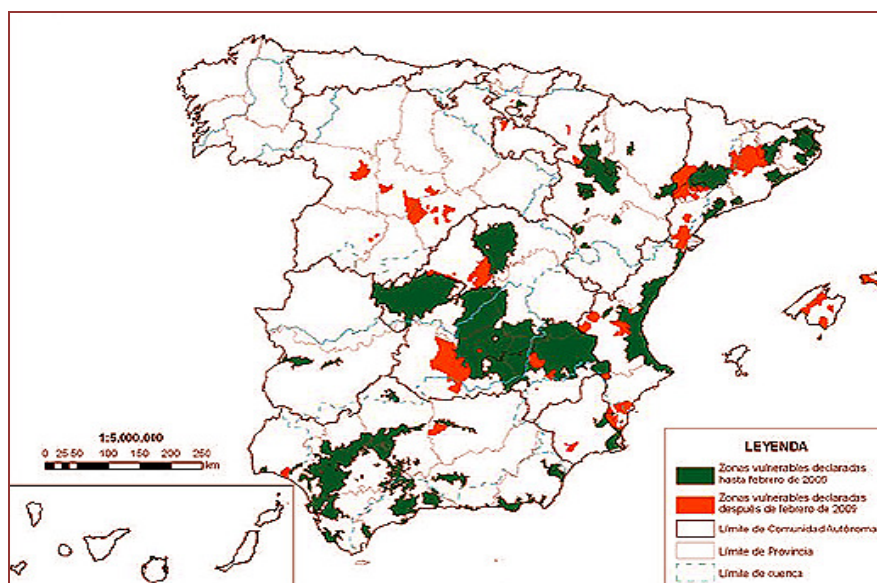 1:5.000.000
0 25 50 100 150 200 250
km
LEYENDA
Zonas vulnerables declaradas
hasta febrero de 2009
Zonas vulnerables declaradas
después de febrero de 2009
Límite de Comunidad Autónoma
Límite de Provincia
Límite de cuenca